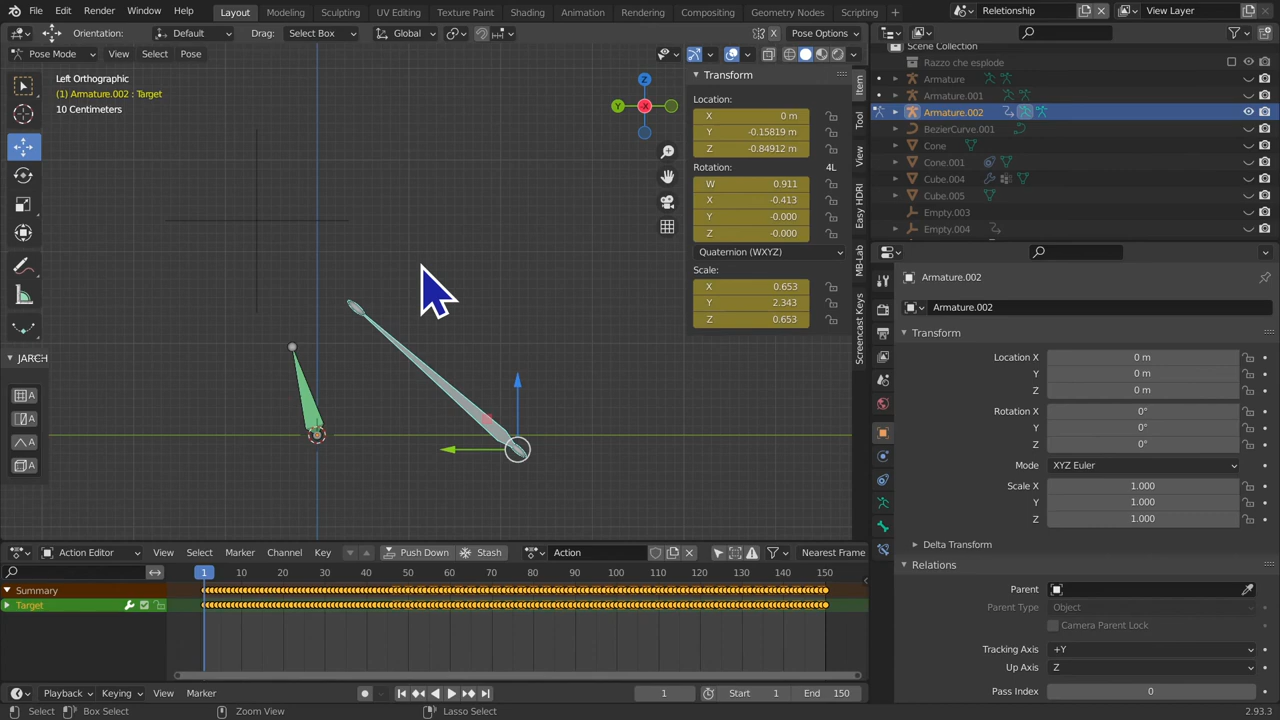 File Edit Render Window Help Layout Modeling Sculpting UV Editing Texture Paint Shading Animation Rendering Compositing Geometry Nodes Scripting + Relationship View Layer
Orientation: Default Drag: Select Box Global Pose Options
Pose Mode View Select Pose
Left Orthographic
(1) Armature.002 : Target
10 Centimeters
JARCH
A
A
A
A
Z
Y
-X
Transform
Location:
X 0 m
Y -0.15819 m
Z -0.84912 m
Rotation: 4L
W 0.911
X -0.413
Y -0.000
Z -0.000
Quaternion (WXYZ)
Scale:
X 0.653
Y 2.343
Z 0.653
Item
Tool
View
Easy HDRI
MB-Lab
Screencast Keys
Scene Collection
Razzo che esplode
Armature
Armature.001
Armature.002
BezierCurve.001
Cone
Cone.001
Cube.004
Cube.005
Empty.003
Empty.004
Armature.002
Armature.002
Transform
Location X 0 m
Y 0 m
Z 0 m
Rotation X 0°
Y 0°
Z 0°
Mode XYZ Euler
Scale X 1.000
Y 1.000
Z 1.000
Delta Transform
Relations
Parent
Parent Type Object
Camera Parent Lock
Tracking Axis +Y
Up Axis Z
Pass Index 0
Action Editor View Select Marker Channel Key Push Down Stash Action Nearest Frame
1 10 20 30 40 50 60 70 80 90 100 110 120 130 140 150
Summary
Target
Playback Keying View Marker 1 Start 1 End 150
Select Box Select Zoom View Lasso Select 2.93.3